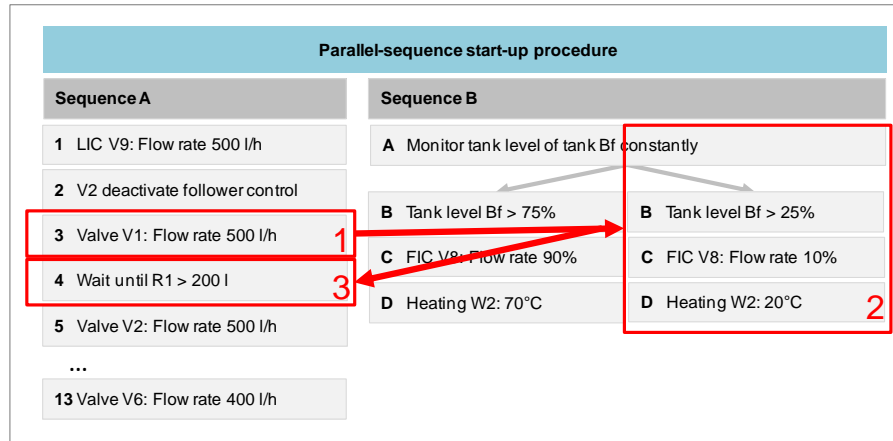 Parallel-sequence start-up procedure
Sequence A
1 LIC V9: Flow rate 500 l/h
2 V2 deactivate follower control
3 Valve V1: Flow rate 500 l/h
1
4 Wait until R1 > 200 l
3
5 Valve V2: Flow rate 500 l/h
...
13 Valve V6: Flow rate 400 l/h
Sequence B
A Monitor tank level of tank Bf constantly
B Tank level Bf > 75%
C FIC V8: Flow rate 90%
D Heating W2: 70°C
B Tank level Bf > 25%
C FIC V8: Flow rate 10%
D Heating W2: 20°C
2